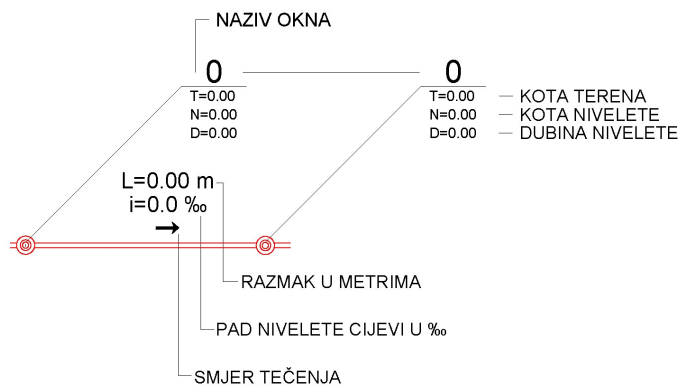 NAZIV OKNA
0 0
T=0.00 T=0.00 KOTA TERENA
N=0.00 N=0.00 KOTA NIVELETE
D=0.00 D=0.00 DUBINA NIVELETE
L=0.00 m
i=0.0 ‰
RAZMAK U METRIMA
PAD NIVELETE CIJEVI U ‰
SMJER TEČENJA